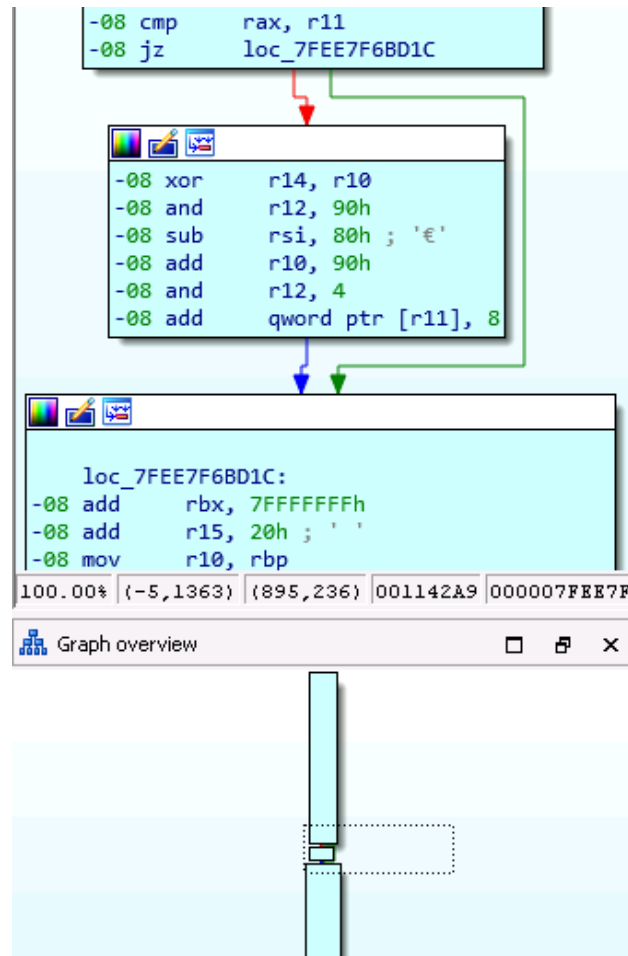 -08 cmp rax, r11
-08 jz loc_7FEE7F6BD1C
-08 xor r14, r10
-08 and r12, 90h
-08 sub rsi, 80h ; '€'
-08 add r10, 90h
-08 and r12, 4
-08 add qword ptr [r11], 8
loc_7FEE7F6BD1C:
-08 add rbx, 7FFFFFFFh
-08 add r15, 20h ; ' '
-08 mov r10, rbp
100.00% (-5,1363) (895,236) 001142A9 000007FEE7F
Graph overview